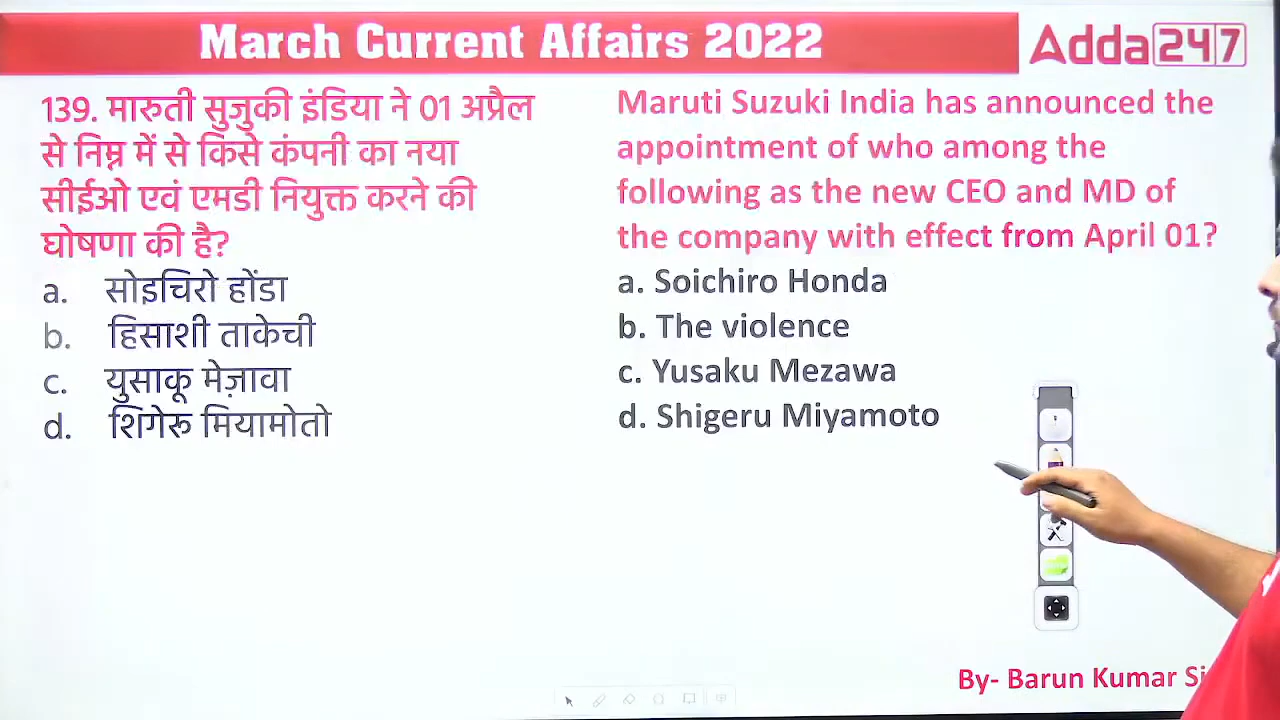 March Current Affairs 2022
Adda247
139. मारुती सुजुकी इंडिया ने 01 अप्रैल
से निम्न में से किसे कंपनी का नया
सीईओ एवं एमडी नियुक्त करने की
घोषणा की है?
a. सोइचिरो होंडा
b. हिसाशी ताकेची
c. युसाकू मेज़ावा
d. शिगेरू मियामोतो
Maruti Suzuki India has announced the
appointment of who among the
following as the new CEO and MD of
the company with effect from April 01?
a. Soichiro Honda
b. The violence
c. Yusaku Mezawa
d. Shigeru Miyamoto
By- Barun Kumar